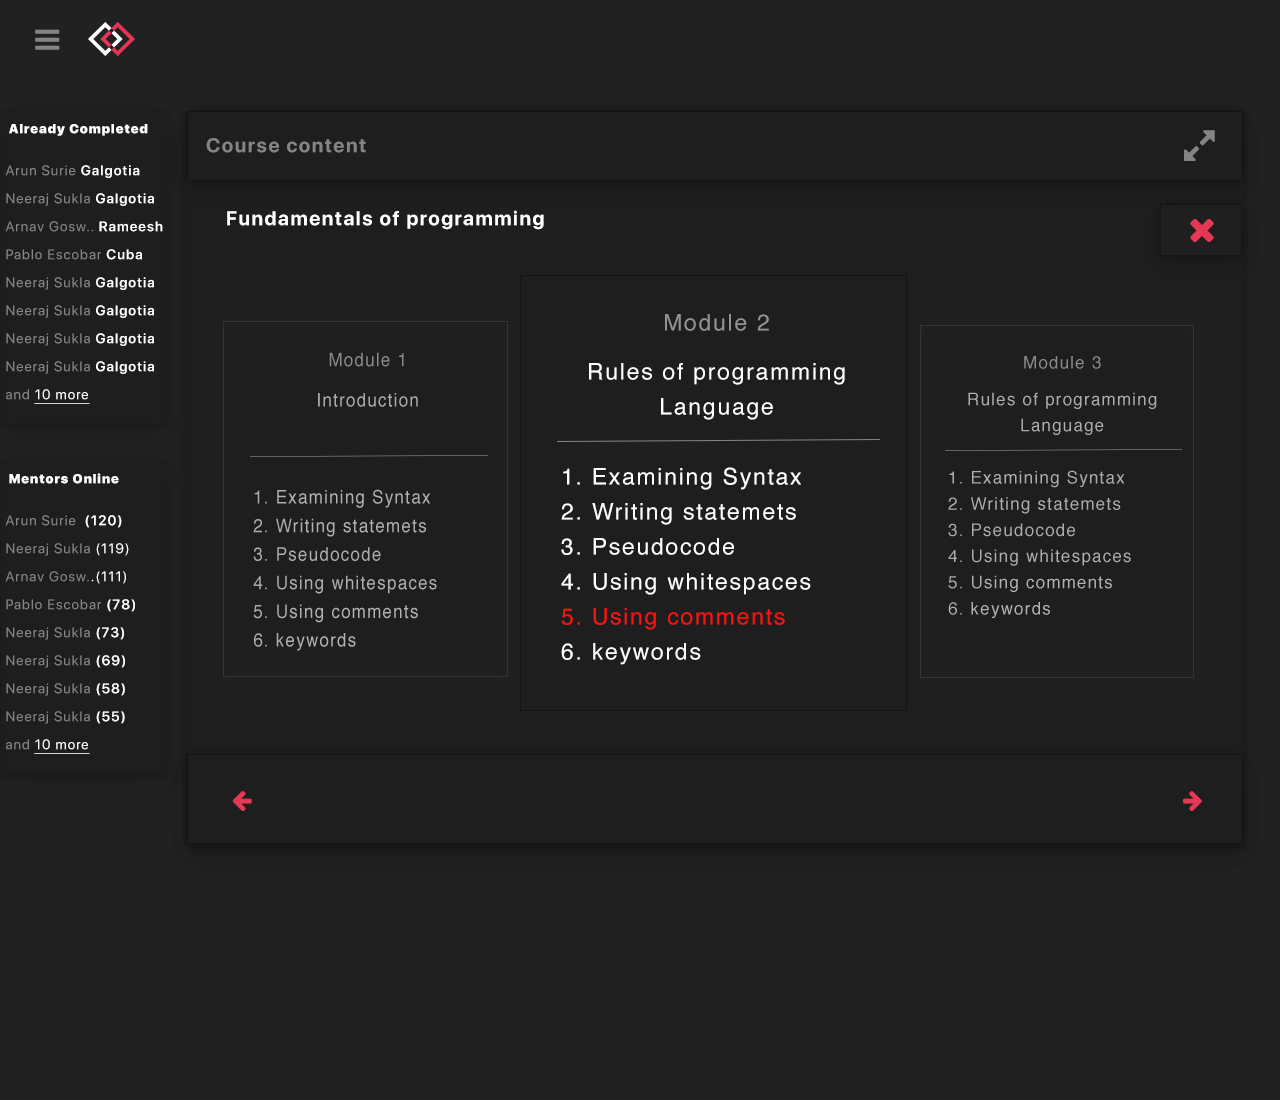 Already Completed
Arun Surie Galgotia
Neeraj Sukla Galgotia
Arnav Gosw.. Rameesh
Pablo Escobar Cuba
Neeraj Sukla Galgotia
Neeraj Sukla Galgotia
Neeraj Sukla Galgotia
Neeraj Sukla Galgotia
and 10 more
Mentors Online
Arun Surie (120)
Neeraj Sukla (119)
Arnav Gosw..(111)
Pablo Escobar (78)
Neeraj Sukla (73)
Neeraj Sukla (69)
Neeraj Sukla (58)
Neeraj Sukla (55)
and 10 more
Course content
Fundamentals of programming
Module 1
Introduction
1. Examining Syntax
2. Writing statemets
3. Pseudocode
4. Using whitespaces
5. Using comments
6. keywords
Module 2
Rules of programming
Language
1. Examining Syntax
2. Writing statemets
3. Pseudocode
4. Using whitespaces
5. Using comments
6. keywords
Module 3
Rules of programming
Language
1. Examining Syntax
2. Writing statemets
3. Pseudocode
4. Using whitespaces
5. Using comments
6. keywords